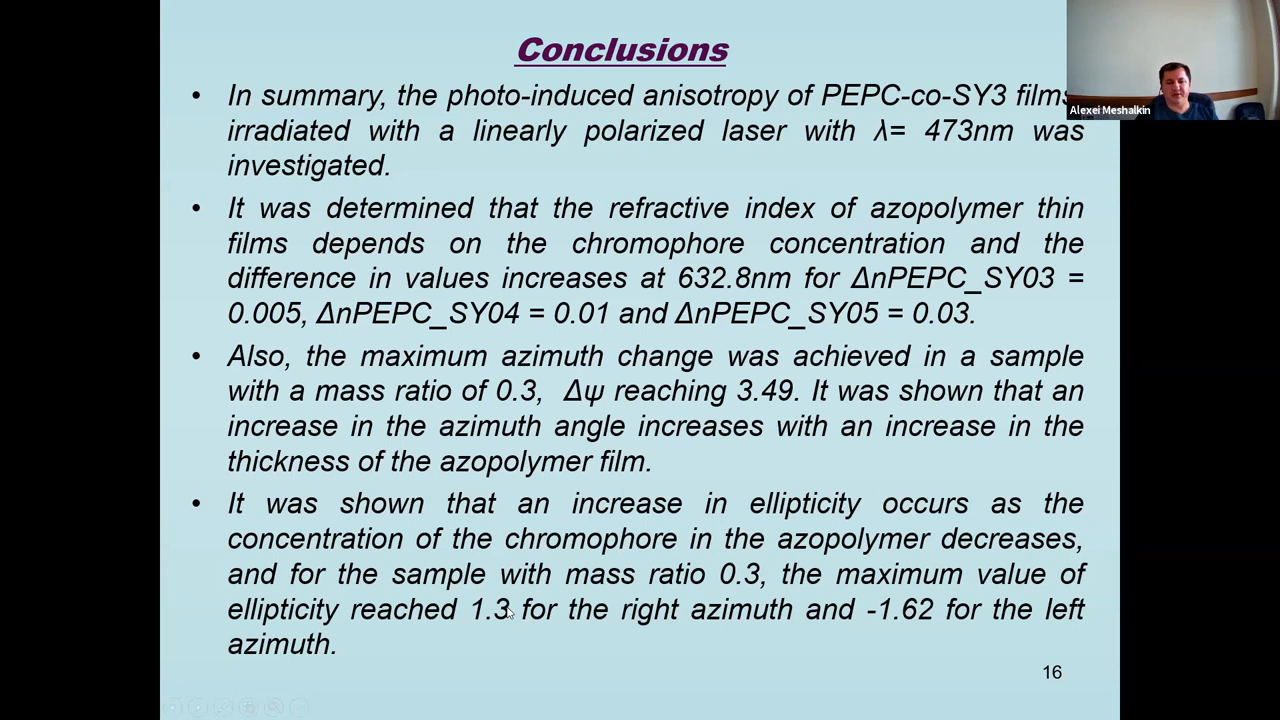 Conclusions
• In summary, the photo-induced anisotropy of PEPC-co-SY3 films
irradiated with a linearly polarized laser with λ= 473nm was
investigated.
• It was determined that the refractive index of azopolymer thin
films depends on the chromophore concentration and the
difference in values increases at 632.8nm for ΔnPEPC_SY03 =
0.005, ΔnPEPC_SY04 = 0.01 and ΔnPEPC_SY05 = 0.03.
• Also, the maximum azimuth change was achieved in a sample
with a mass ratio of 0.3, Δψ reaching 3.49. It was shown that an
increase in the azimuth angle increases with an increase in the
thickness of the azopolymer film.
• It was shown that an increase in ellipticity occurs as the
concentration of the chromophore in the azopolymer decreases,
and for the sample with mass ratio 0.3, the maximum value of
ellipticity reached 1.3 for the right azimuth and -1.62 for the left
azimuth.
16
Alexei Meshalkin